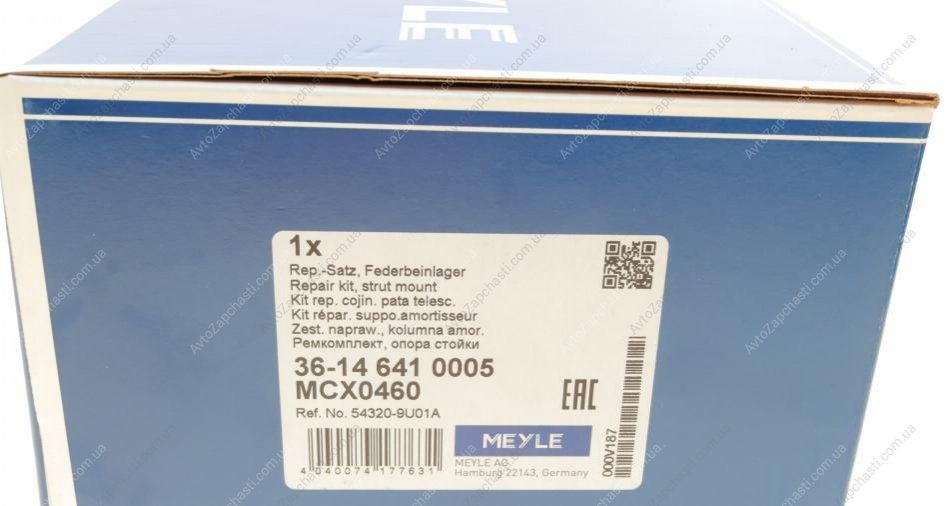 YLE
1x
Rep.-Satz, Federbeinlager
Repair kit, strut mount
Kit rep. cojin. pata telesc.
Kit répar. suppo.amortisseur
Zest. napraw., kolumna amor.
Ремкомплект, опора стойки
36-14 641 0005
MCX0460
Ref. No. 54320-9U01A
EAC
4 040074 177631
MEYLE
MEYLE AG
Hamburg 22143, Germany
000V187
AvtoZapchasti.com.ua